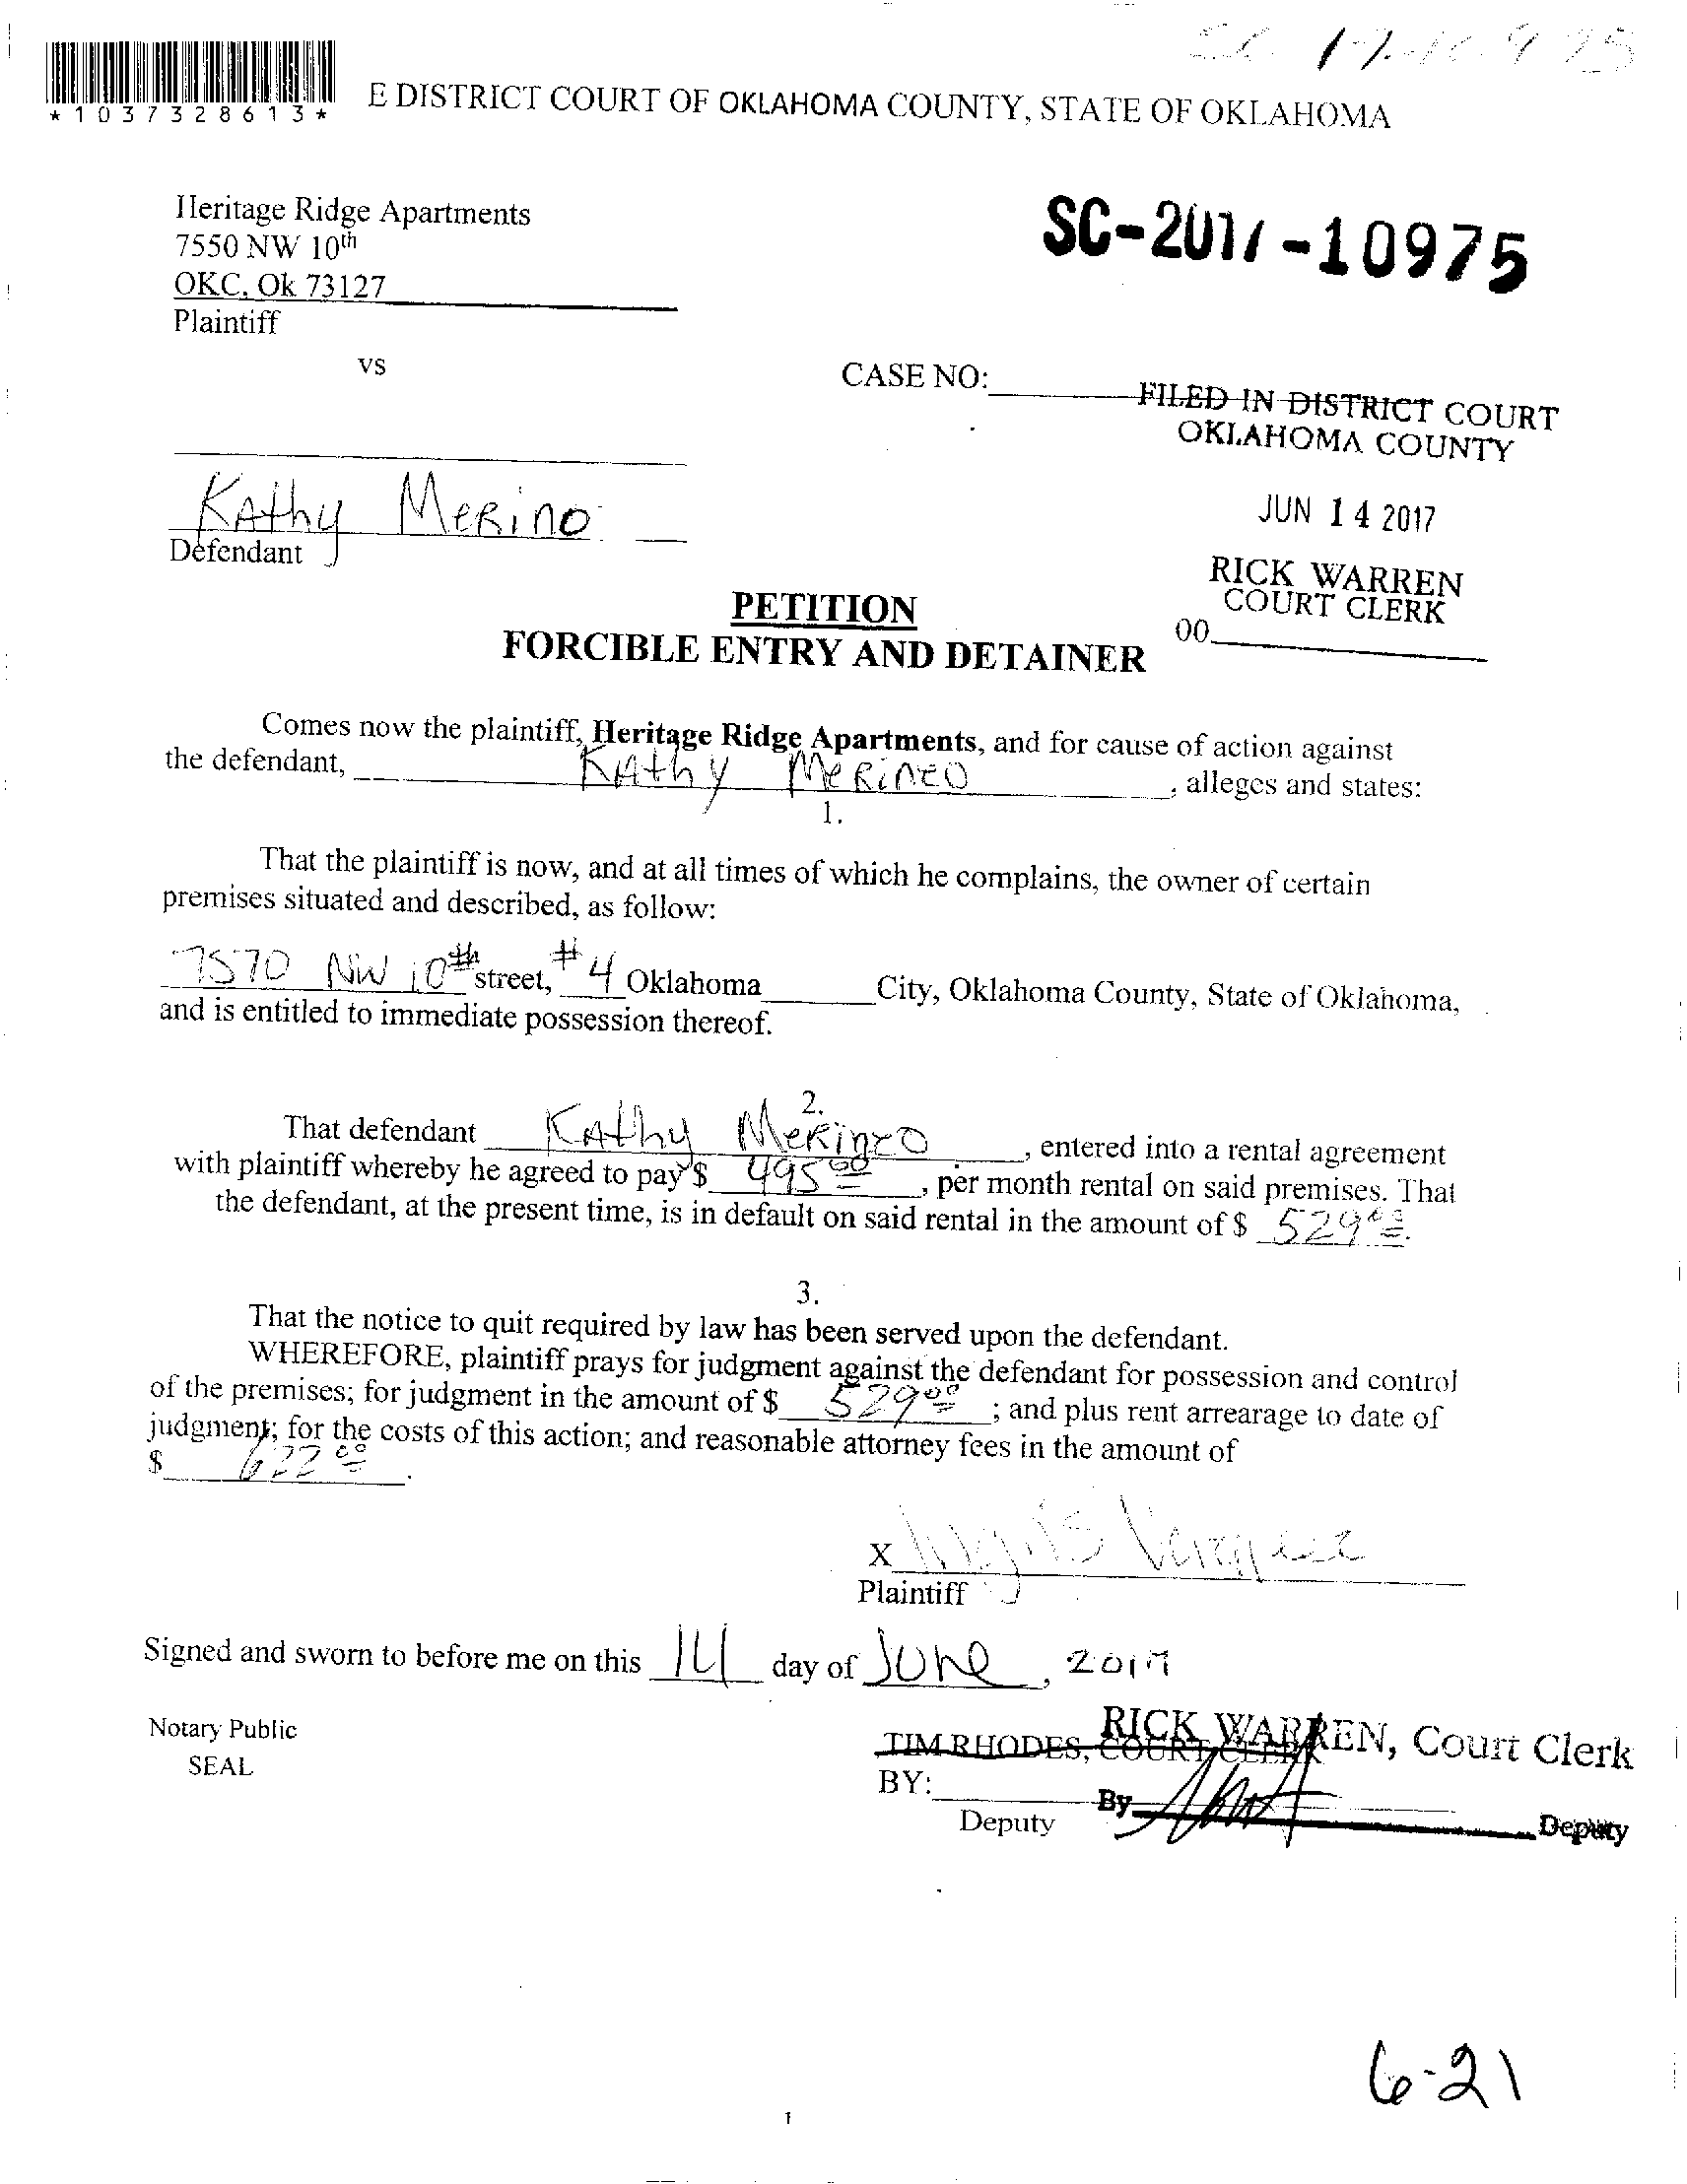 *1037328613*
E DISTRICT COURT OF OKLAHOMA COUNTY, STATE OF OKLAHOMA
Heritage Ridge Apartments
7550 NW 10th
OKC, Ok 73127
Plaintiff
SC-2017-10975
vs
CASE NO:
FILED IN DISTRICT COURT
OKLAHOMA COUNTY
JUN 14 2017
RICK WARREN
COURT CLERK
00
Kathy Merino
Defendant
PETITION
FORCIBLE ENTRY AND DETAINER
Comes now the plaintiff, Heritage Ridge Apartments, and for cause of action against
the defendant, Kathy , alleges and states:
1.
That the plaintiff is now, and at all times of which he complains, the owner of certain
premises situated and described, as follow:
7570 NW 10th street, #4 Oklahoma City, Oklahoma County, State of Oklahoma,
and is entitled to immediate possession thereof.
2.
That defendant Kathy , entered into a rental agreement
with plaintiff whereby he agreed to pay $ 495 00 , per month rental on said premises. That
the defendant, at the present time, is in default on said rental in the amount of $ 529 00.
3.
That the notice to quit required by law has been served upon the defendant.
WHEREFORE, plaintiff prays for judgment against the defendant for possession and control
of the premises; for judgment in the amount of $ 529 00 ; and plus rent arrearage to date of
judgment; for the costs of this action; and reasonable attorney fees in the amount of
$ 622 00.
x
Plaintiff
Signed and sworn to before me on this 14 day of June, 2017
Notary Public
SEAL
TIM RHODES, COURT CLERK
RICK WARREN, Court Clerk
BY:
Deputy
By Deputy
6-21
1